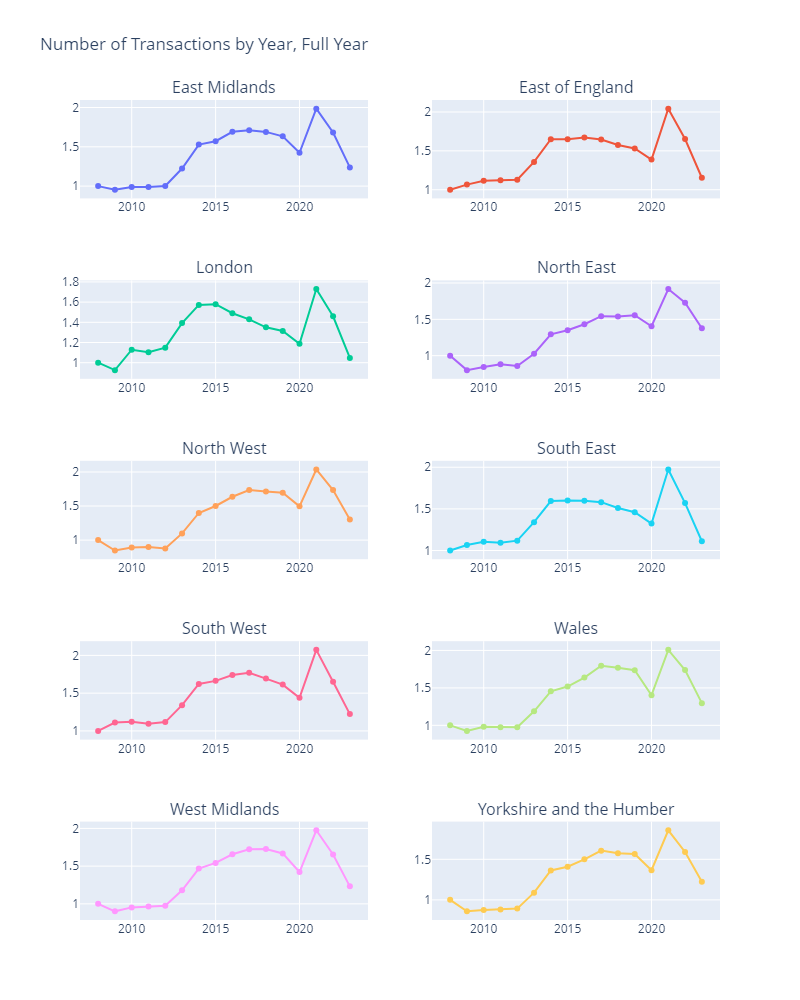 Number of Transactions by Year, Full Year
East Midlands
2
1.5
1
2010 2015 2020
East of England
2
1.5
1
2010 2015 2020
London
1.8
1.6
1.4
1.2
1
2010 2015 2020
North East
2
1.5
1
2010 2015 2020
North West
2
1.5
1
2010 2015 2020
South East
2
1.5
1
2010 2015 2020
South West
2
1.5
1
2010 2015 2020
Wales
2
1.5
1
2010 2015 2020
West Midlands
2
1.5
1
2010 2015 2020
Yorkshire and the Humber
1.5
1
2010 2015 2020